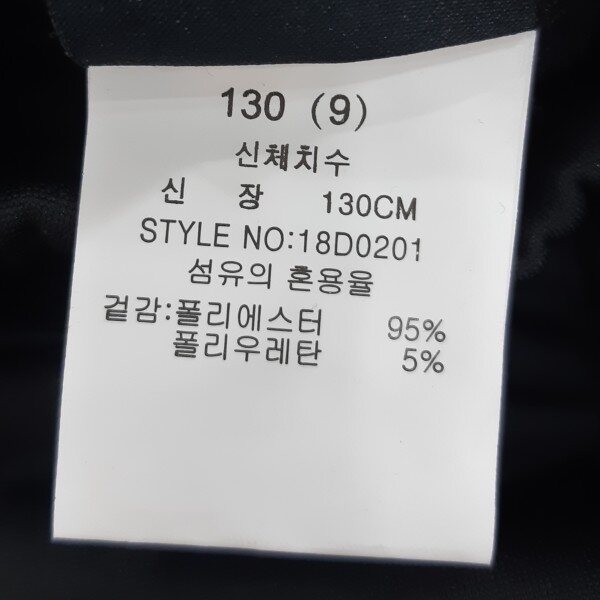 130 (9)
신체치수
신 장 130CM
STYLE NO:18D0201
섬유의 혼용율
겉감:폴리에스터 95%
폴리우레탄 5%